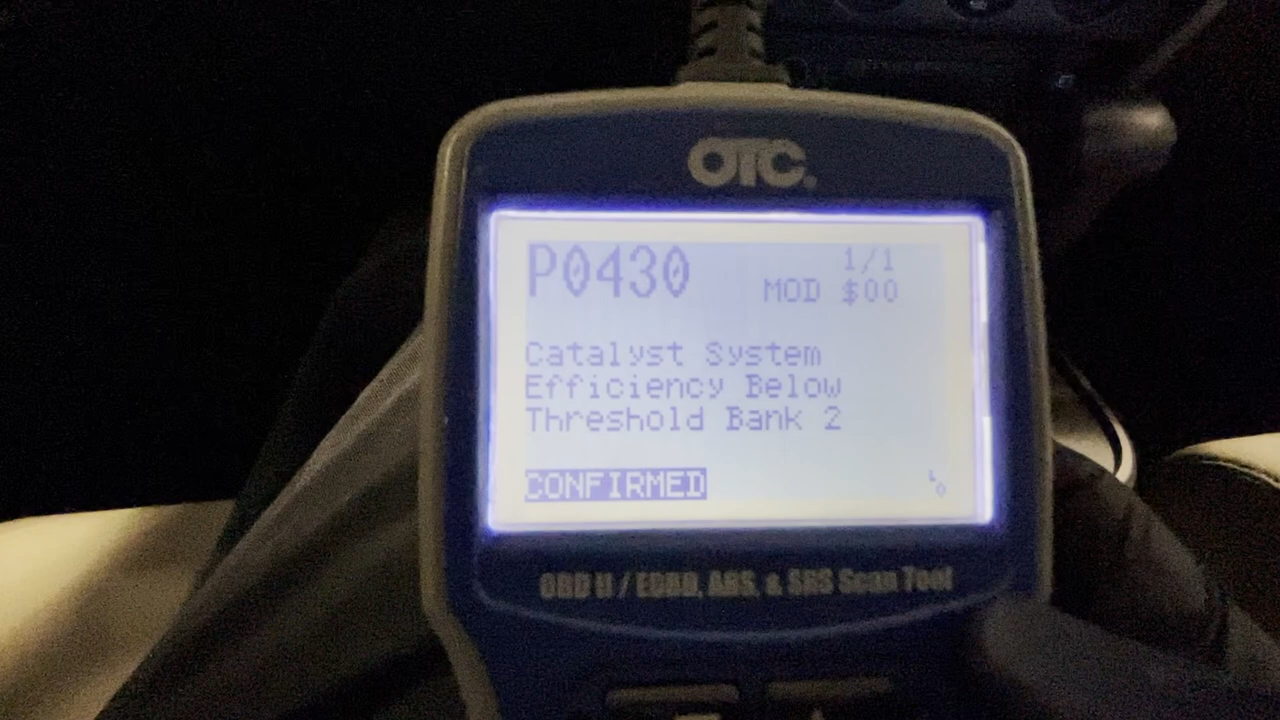 OTC.
P0430
1/1
MOD $00
Catalyst System
Efficiency Below
Threshold Bank 2
CONFIRMED
OBD II / EOBD, ABS, & SRS Scan Tool